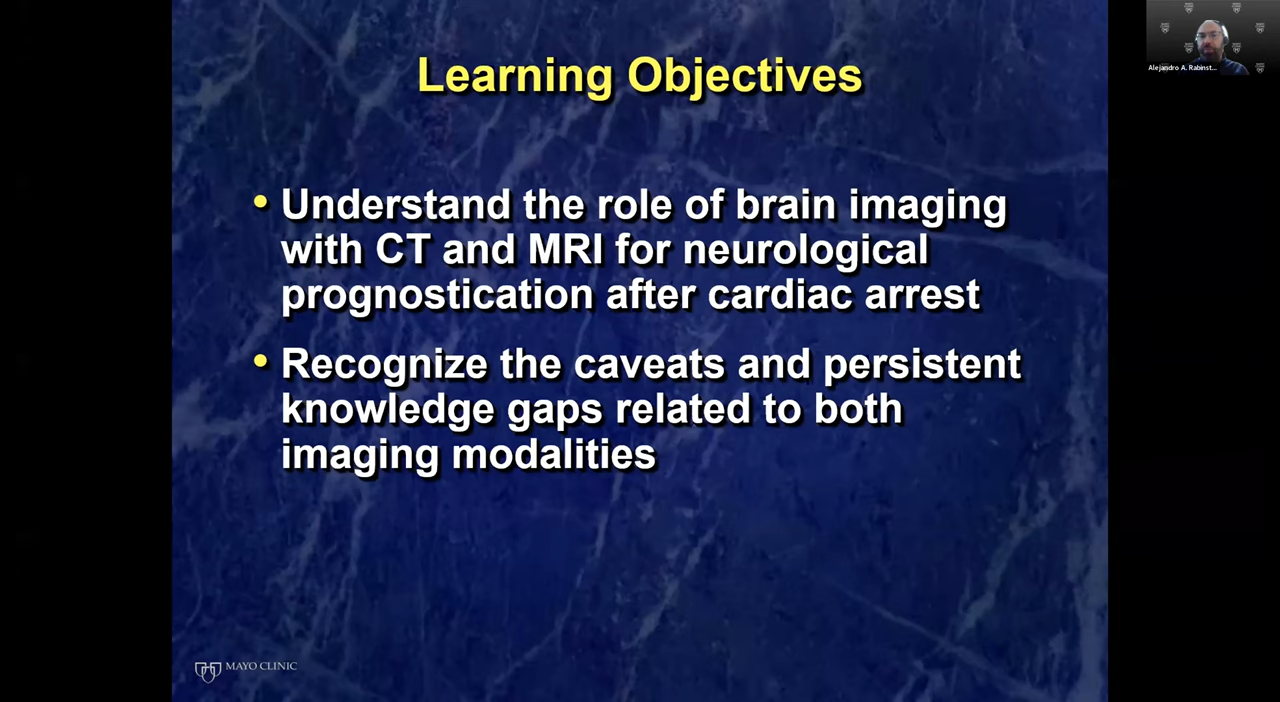 Learning Objectives
• Understand the role of brain imaging
with CT and MRI for neurological
prognostication after cardiac arrest
• Recognize the caveats and persistent
knowledge gaps related to both
imaging modalities
MAYO CLINIC
Alejandro A. Rabinst...